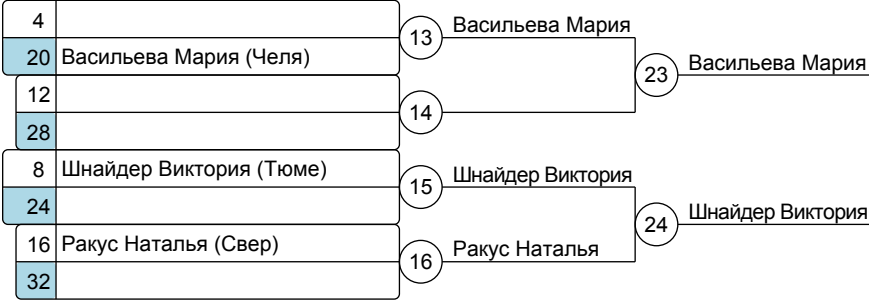 4
13
Васильева Мария
20 Васильева Мария (Челя)
23
Васильева Мария
12
14
28
8 Шнайдер Виктория (Тюме)
15
Шнайдер Виктория
24
24
Шнайдер Виктория
16 Ракус Наталья (Свер)
16
Ракус Наталья
32